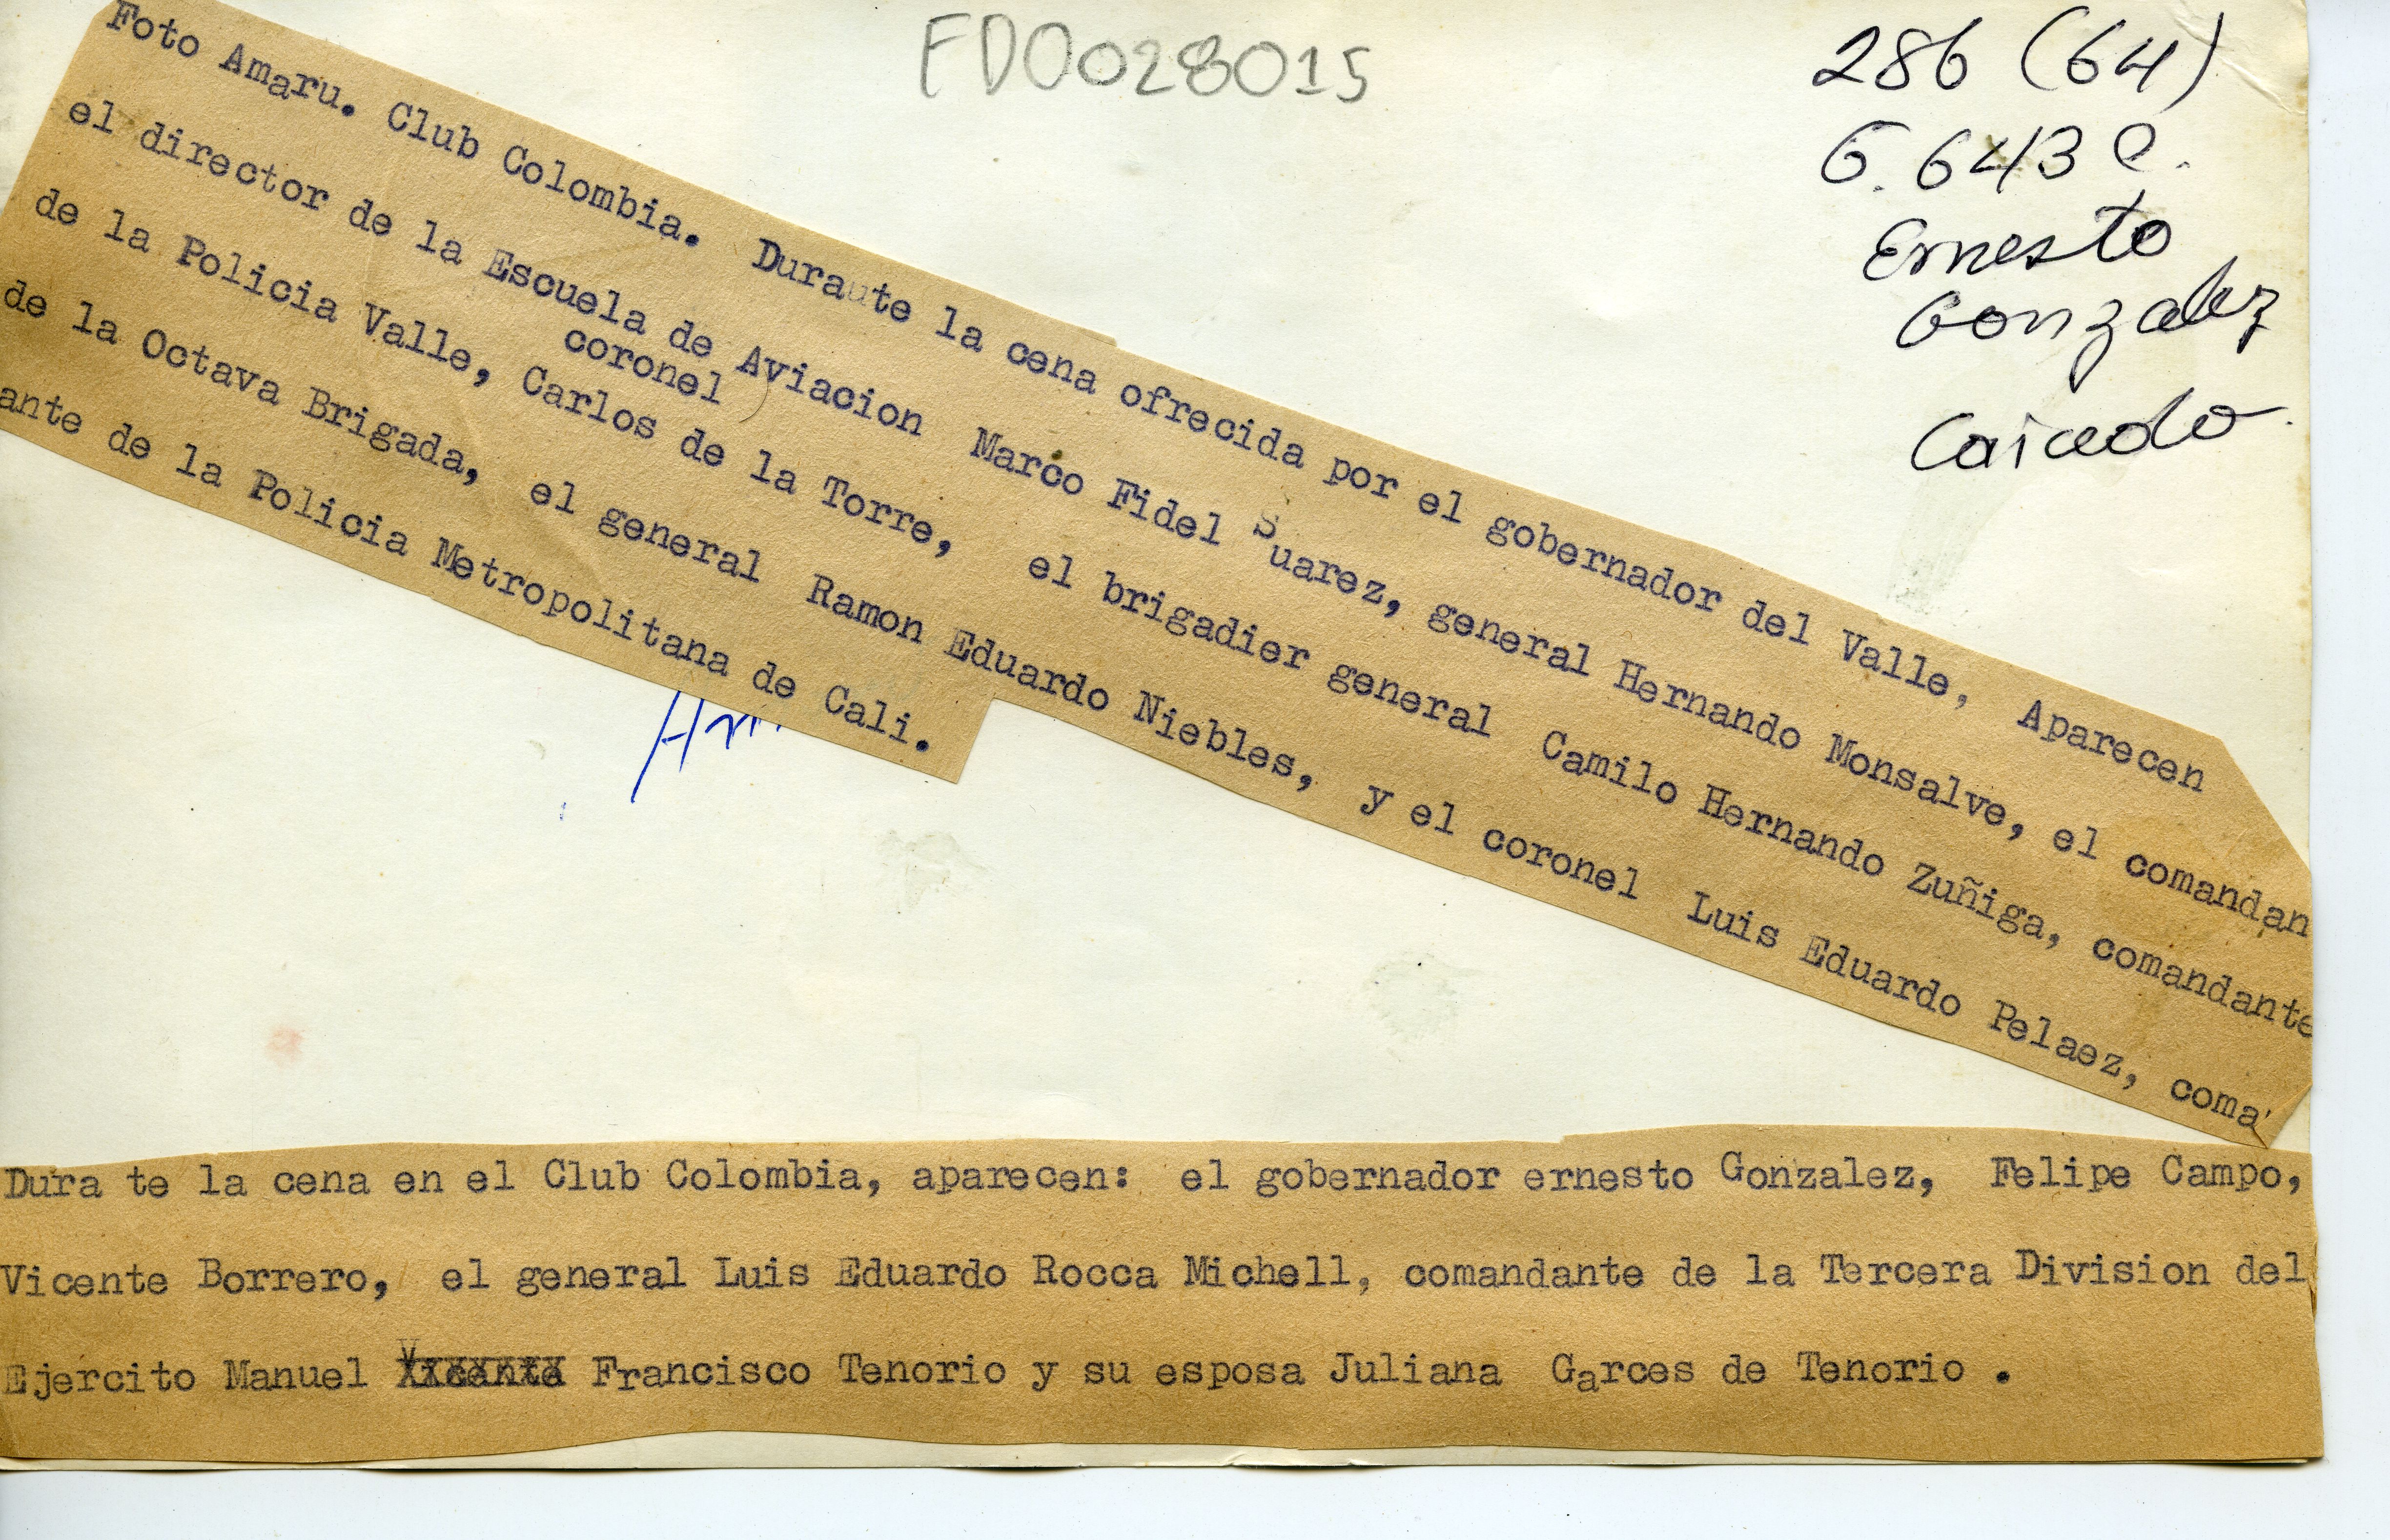 FD0028015
286 (64)
G.643 C.
Ernesto
Gonzalez
Caicedo.
Foto Amaru. Club Colombia. Duraute la cena ofrecida por el gobernador del Valle, Aparecen
el director de la Escuela de Aviacion Marco Fidel Suarez, general Hernando Monsalve, el comandan
coronel
de la Policia Valle, Carlos de la Torre, el brigadier general Camilo Hernando Zuñiga, comandante
de la Octava Brigada, el general Ramon Eduardo Niebles, y el coronel Luis Eduardo Pelaez, coma
ante de la Policia Metropolitana de Cali.
Dura te la cena en el Club Colombia, aparecen: el gobernador ernesto Gonzalez, Felipe Campo,
Vicente Borrero, el general Luis Eduardo Rocca Michell, comandante de la Tercera Division del
Ejercito Manuel Francisco Tenorio y su esposa Juliana Garces de Tenorio .